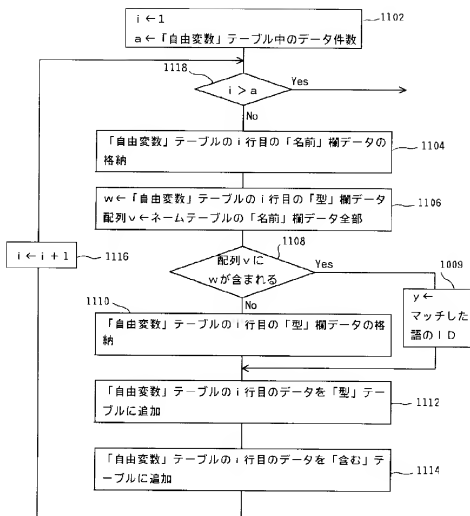 i←1
a←「自由変数」テーブル中のデータ件数
1102
1118
i>a
Yes
No
「自由変数」テーブルのi行目の「名前」欄データの
格納
1104
w←「自由変数」テーブルのi行目の「型」欄データ
配列v←ネームテーブルの「名前」欄データ全部
1106
i←i+1
1116
1108
配列vに
wが含まれる
Yes
No
1009
y←
マッチした
語のID
1110
「自由変数」テーブルのi行目の「型」欄データの格
納
「自由変数」テーブルのi行目のデータを「型」テー
ブルに追加
1112
「自由変数」テーブルのi行目のデータを「含む」テ
ーブルに追加
1114